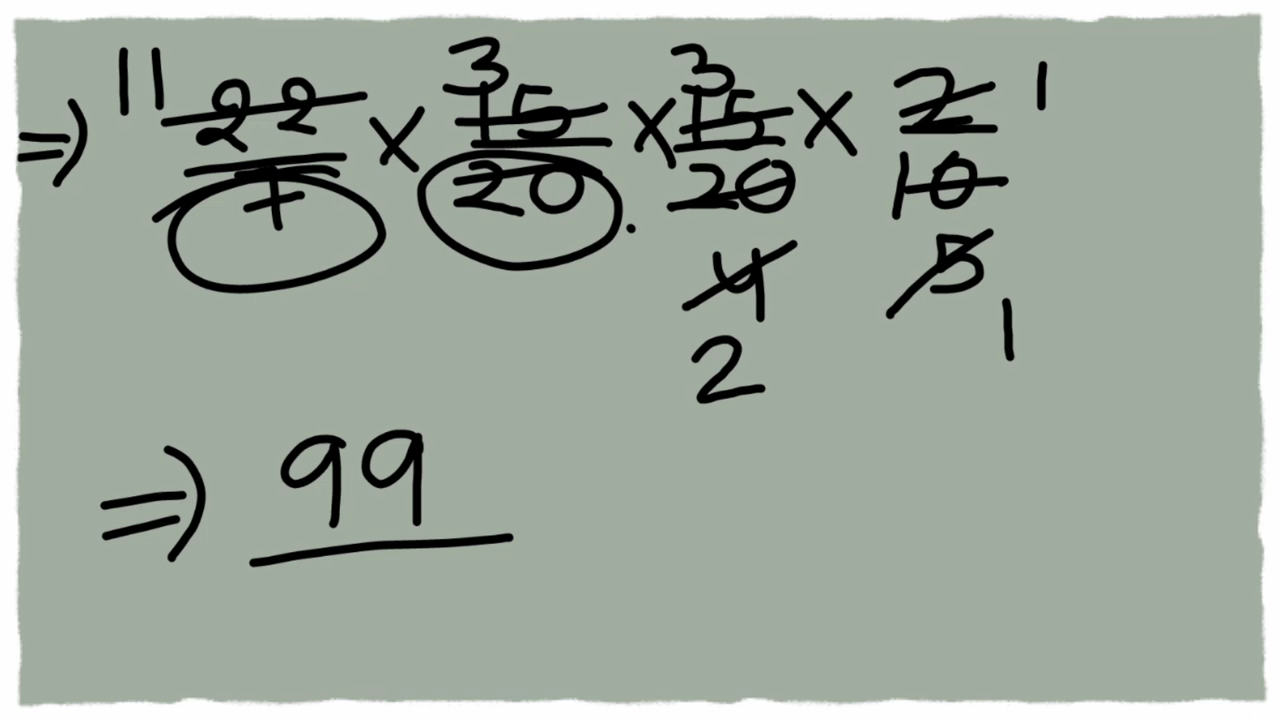 ⇒ 11 3 3 1
22 × 15 × 15 × 2
7 20 . 20 10
4 5
2 1
⇒ 99